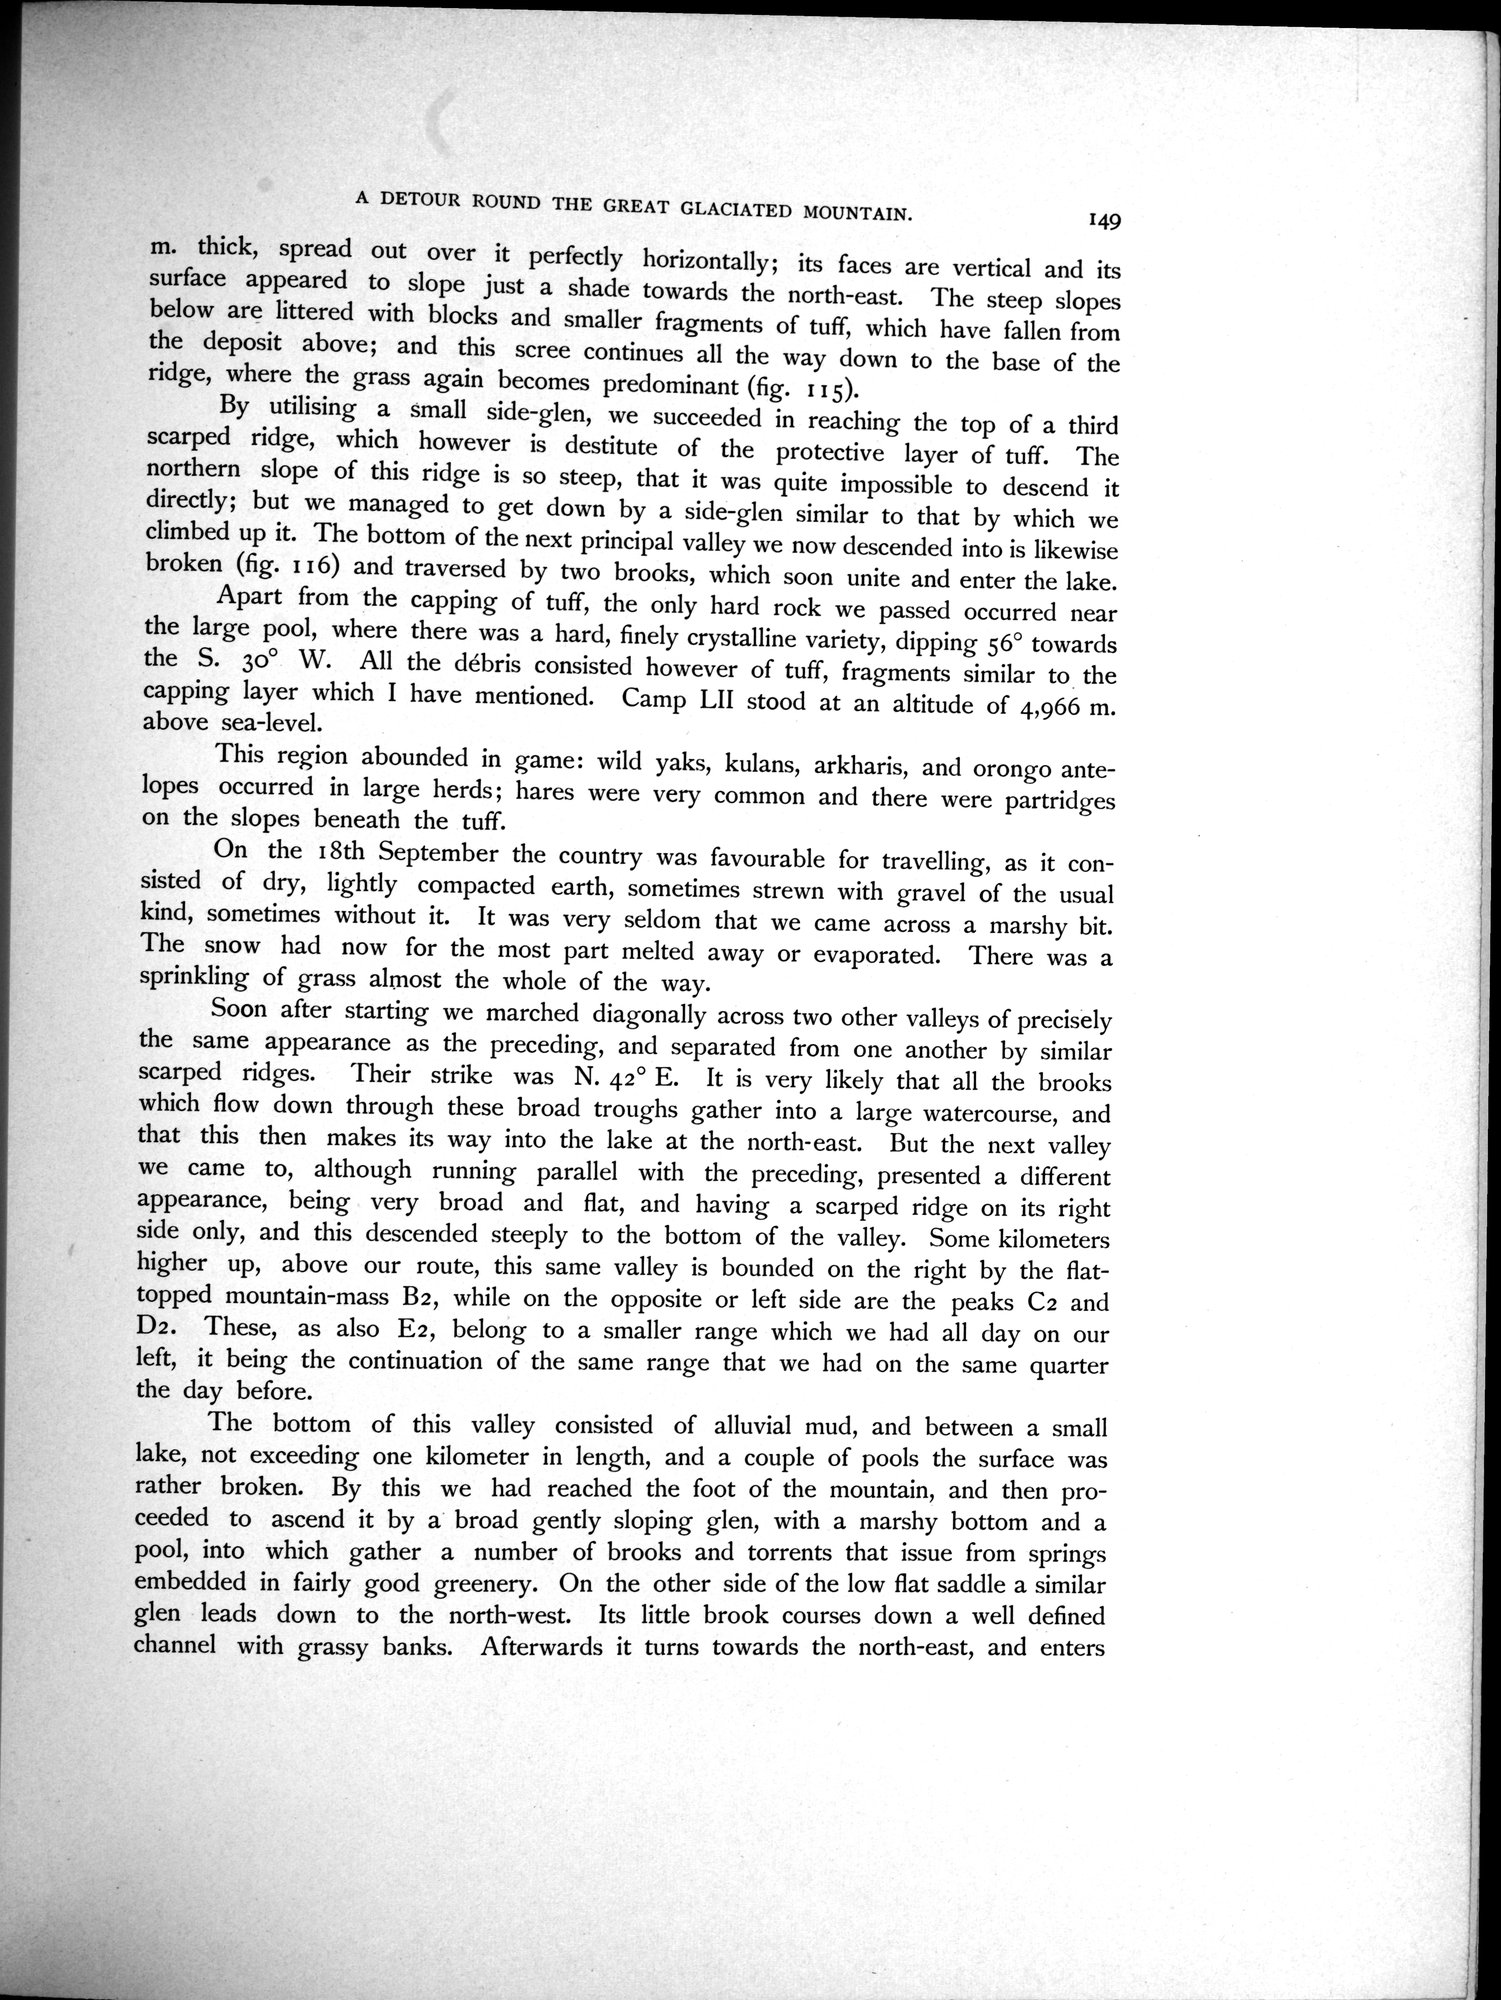 A DETOUR ROUND THE GREAT GLACIATED MOUNTAIN. 149
m. thick, spread out over it perfectly horizontally; its faces are vertical and its
surface appeared to slope just a shade towards the north-east. The steep slopes
below are littered with blocks and smaller fragments of tuff, which have fallen from
the deposit above; and this scree continues all the way down to the base of the
ridge, where the grass again becomes predominant (fig. 115).
By utilising a small side-glen, we succeeded in reaching the top of a third
scarped ridge, which however is destitute of the protective layer of tuff. The
northern slope of this ridge is so steep, that it was quite impossible to descend it
directly; but we managed to get down by a side-glen similar to that by which we
climbed up it. The bottom of the next principal valley we now descended into is likewise
broken (fig. 116) and traversed by two brooks, which soon unite and enter the lake.
Apart from the capping of tuff, the only hard rock we passed occurred near
the large pool, where there was a hard, finely crystalline variety, dipping 56° towards
the S. 30° W. All the débris consisted however of tuff, fragments similar to the
capping layer which I have mentioned. Camp LII stood at an altitude of 4,966 m.
above sea-level.
This region abounded in game: wild yaks, kulans, arkharis, and orongo ante-
lopes occurred in large herds; hares were very common and there were partridges
on the slopes beneath the tuff.
On the 18th September the country was favourable for travelling, as it con-
sisted of dry, lightly compacted earth, sometimes strewn with gravel of the usual
kind, sometimes without it. It was very seldom that we came across a marshy bit.
The snow had now for the most part melted away or evaporated. There was a
sprinkling of grass almost the whole of the way.
Soon after starting we marched diagonally across two other valleys of precisely
the same appearance as the preceding, and separated from one another by similar
scarped ridges. Their strike was N. 42° E. It is very likely that all the brooks
which flow down through these broad troughs gather into a large watercourse, and
that this then makes its way into the lake at the north-east. But the next valley
we came to, although running parallel with the preceding, presented a different
appearance, being very broad and flat, and having a scarped ridge on its right
side only, and this descended steeply to the bottom of the valley. Some kilometers
higher up, above our route, this same valley is bounded on the right by the flat-
topped mountain-mass B2, while on the opposite or left side are the peaks C2 and
D2. These, as also E2, belong to a smaller range which we had all day on our
left, it being the continuation of the same range that we had on the same quarter
the day before.
The bottom of this valley consisted of alluvial mud, and between a small
lake, not exceeding one kilometer in length, and a couple of pools the surface was
rather broken. By this we had reached the foot of the mountain, and then pro-
ceeded to ascend it by a broad gently sloping glen, with a marshy bottom and a
pool, into which gather a number of brooks and torrents that issue from springs
embedded in fairly good greenery. On the other side of the low flat saddle a similar
glen leads down to the north-west. Its little brook courses down a well defined
channel with grassy banks. Afterwards it turns towards the north-east, and enters